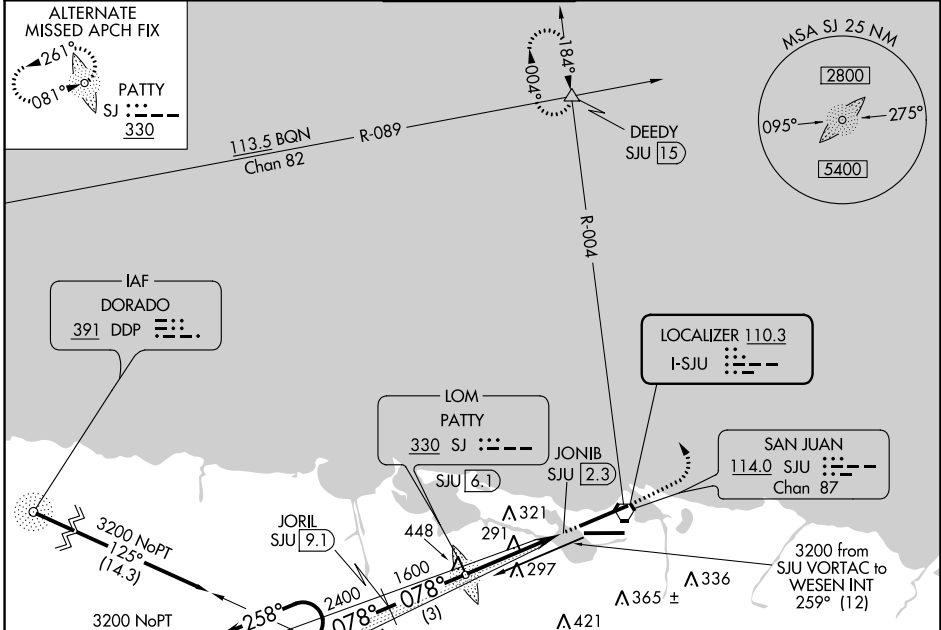 ALTERNATE
MISSED APCH FIX
261°
081°
PATTY
SJ
330
184°
004°
MSA SJ 25 NM
2800
095°
275°
5400
113.5 BQN
R-089
Chan 82
DEEDY
SJU 15
R-004
IAF
DORADO
391 DDP
LOCALIZER 110.3
I-SJU
LOM
PATTY
330 SJ
SJU 6.1
JONIB
SJU 2.3
SAN JUAN
114.0 SJU
Chan 87
JORIL
SJU 9.1
448
321
291
297
3200 NoPT
125°
(14.3)
1600
2400
078°
078°
(3)
258°
3200 NoPT
336
365 ±
421
3200 from
SJU VORTAC to
WESEN INT
259° (12)